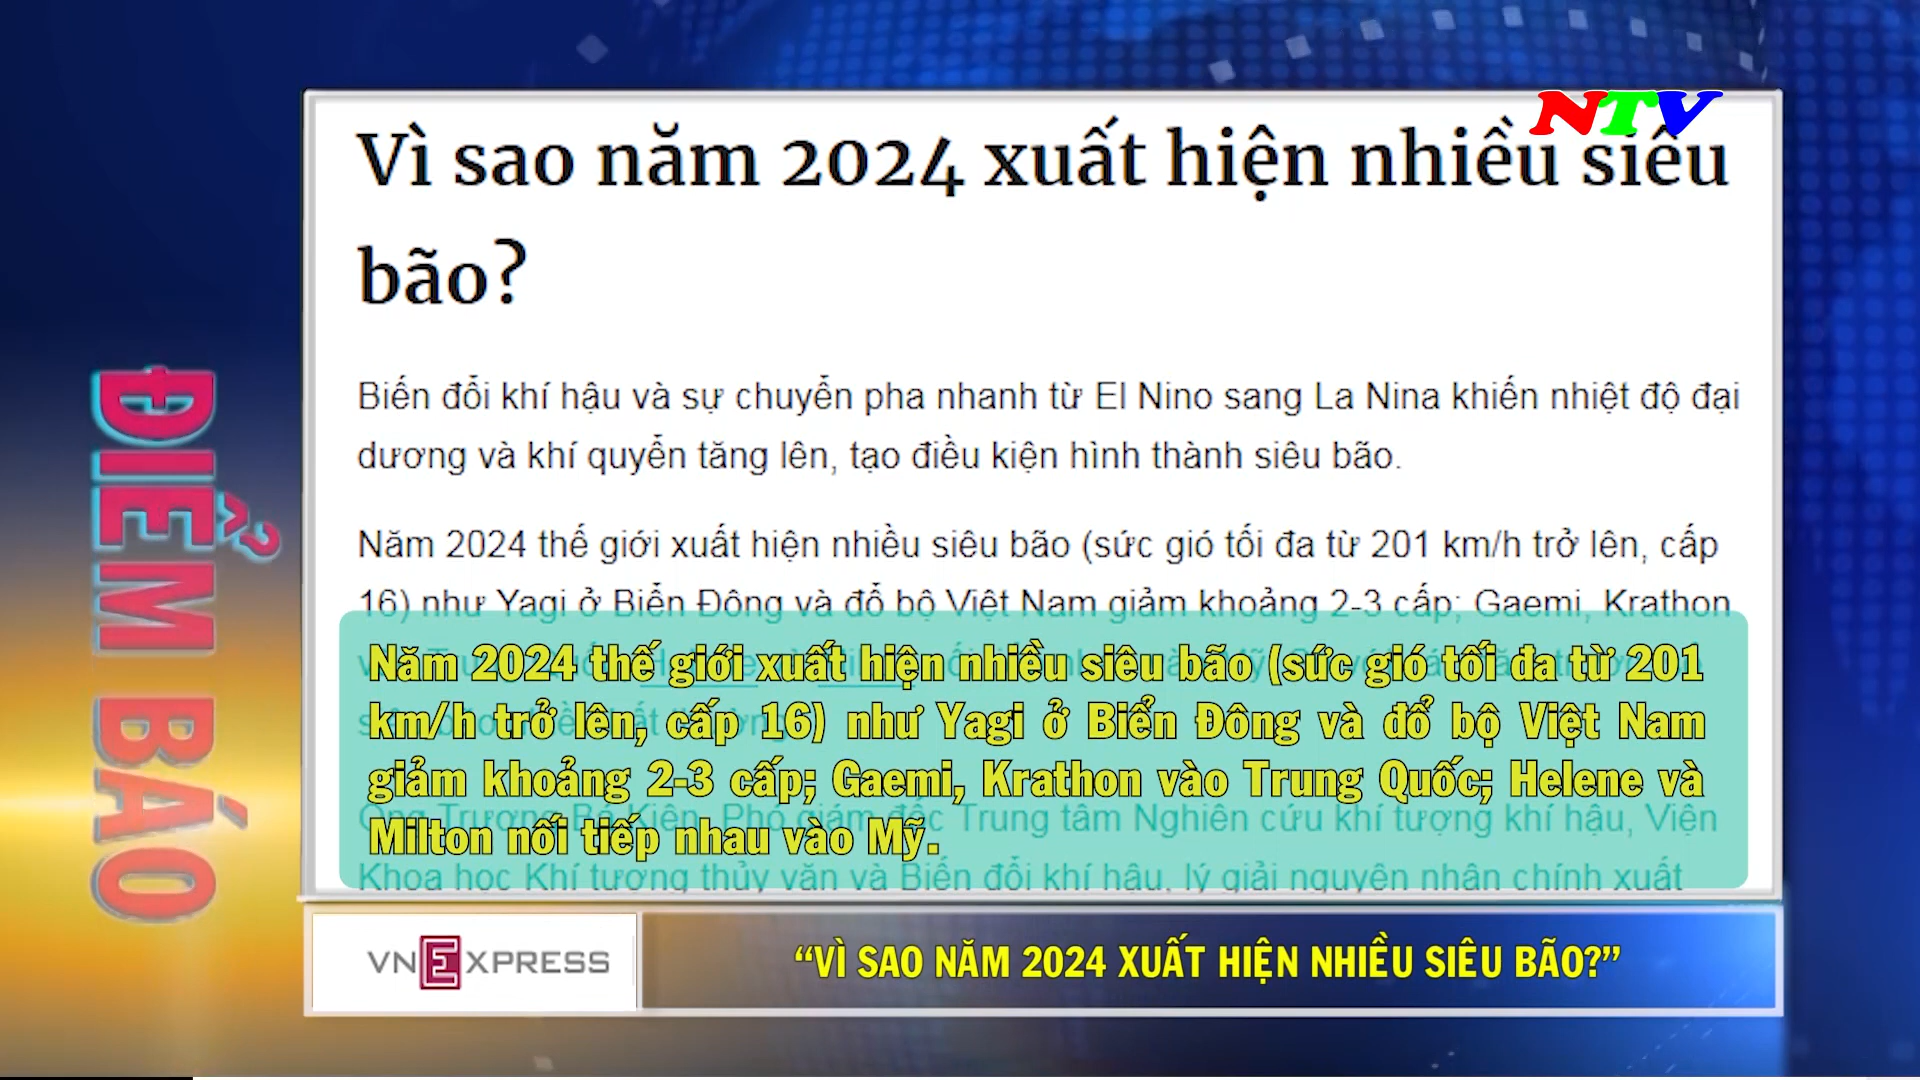 NTV
Vì sao năm 2024 xuất hiện nhiều siêu
bão?
Biến đổi khí hậu và sự chuyển pha nhanh từ El Nino sang La Nina khiến nhiệt độ đại
dương và khí quyển tăng lên, tạo điều kiện hình thành siêu bão.
Năm 2024 thế giới xuất hiện nhiều siêu bão (sức gió tối đa từ 201 km/h trở lên, cấp
16) như Yagi ở Biển Đông và đổ bộ Việt Nam giảm khoảng 2-3 cấp; Gaemi, Krathon
Năm 2024 thế giới xuất hiện nhiều siêu bão (sức gió tối đa từ 201
km/h trở lên, cấp 16) như Yagi ở Biển Đông và đổ bộ Việt Nam
giảm khoảng 2-3 cấp; Gaemi, Krathon vào Trung Quốc; Helene và
Milton nối tiếp nhau vào Mỹ.
Ông Trương Bá Kiên, Phó giám đốc Trung tâm Nghiên cứu khí tượng khí hậu, Viện
Khoa học Khí tượng thủy văn và Biến đổi khí hậu, lý giải nguyên nhân chính xuất
ĐIỂM BÁO
VNEXPRESS
“VÌ SAO NĂM 2024 XUẤT HIỆN NHIỀU SIÊU BÃO?”